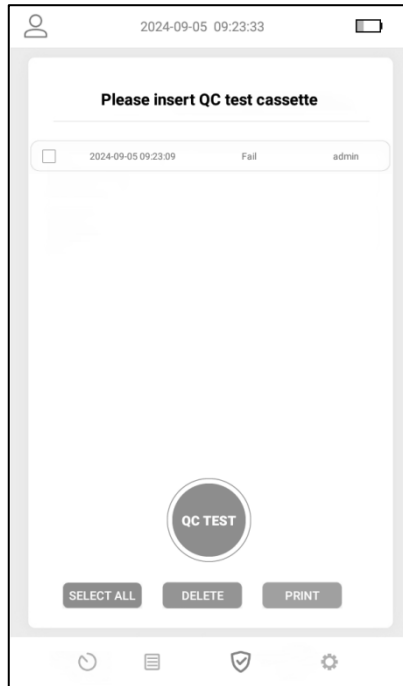 2024-09-05 09:23:33
Please insert QC test cassette
2024-09-05 09:23:09 Fail admin
QC TEST
SELECT ALL DELETE PRINT